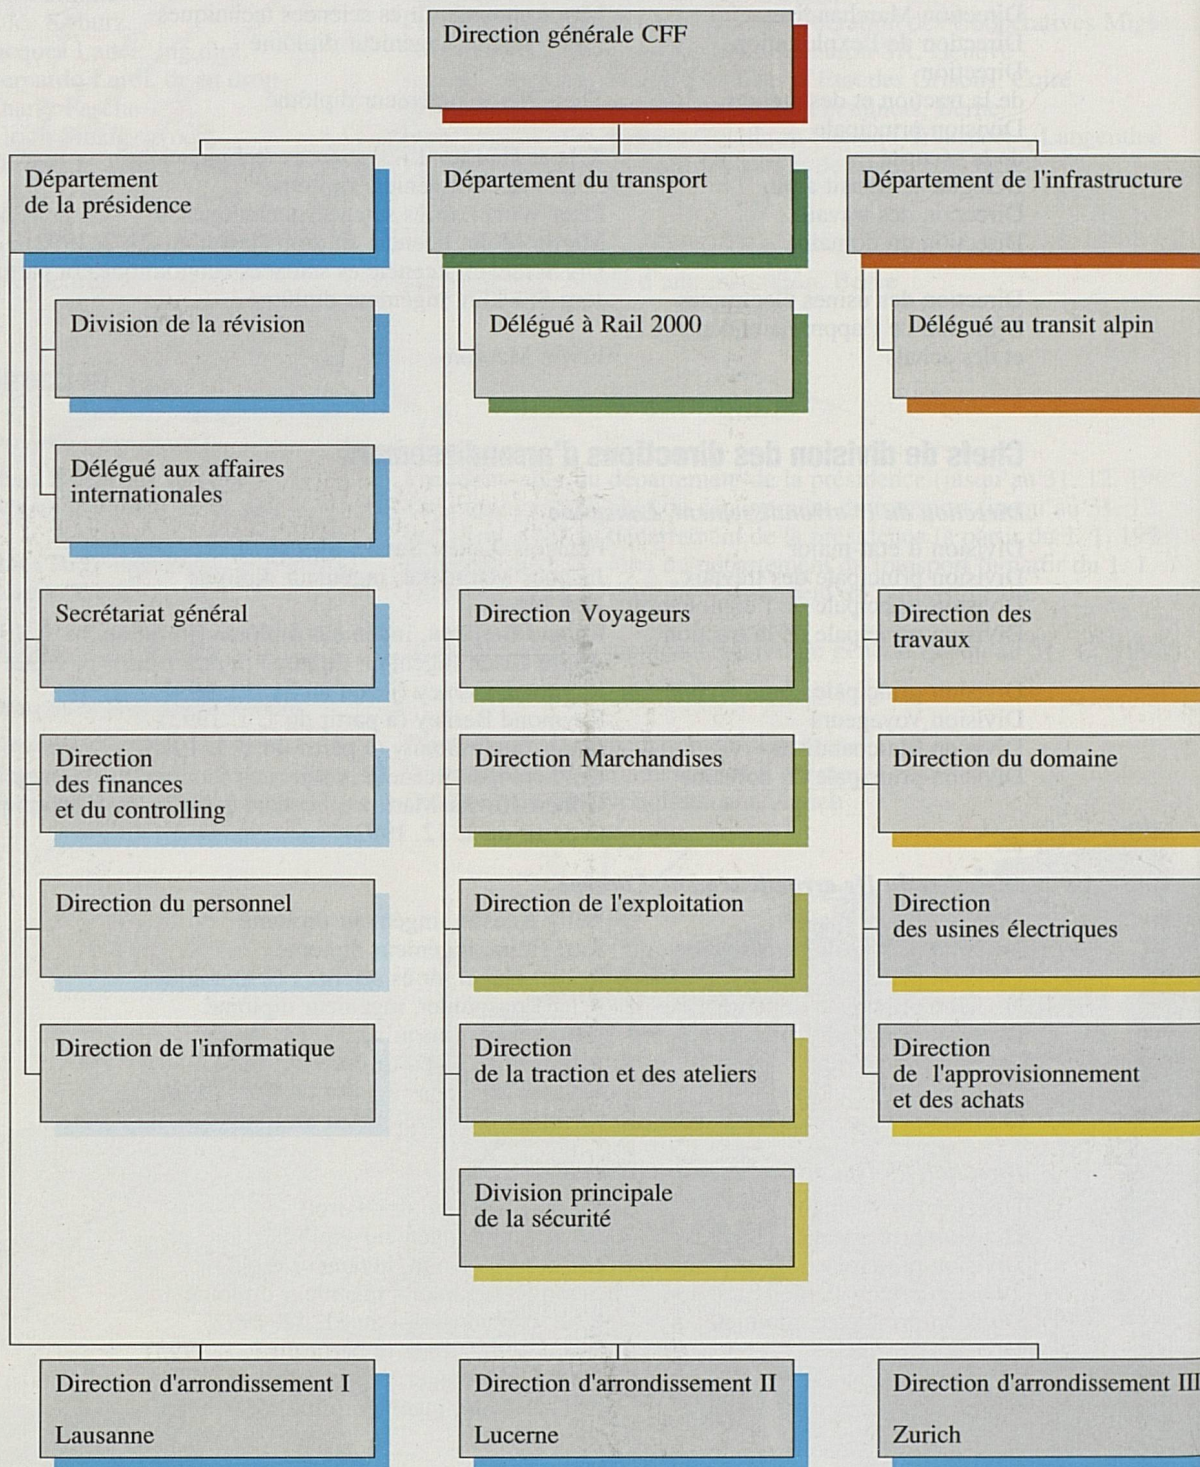 Direction générale CFF
Département
de la présidence
Département du transport
Département de l'infrastructure
Division de la révision
Délégué à Rail 2000
Délégué au transit alpin
Délégué aux affaires
internationales
Secrétariat général
Direction Voyageurs
Direction des
travaux
Direction
des finances
et du controlling
Direction Marchandises
Direction du domaine
Direction du personnel
Direction de l'exploitation
Direction
des usines électriques
Direction de l'informatique
Direction
de la traction et des ateliers
Direction
de l'approvisionnement
et des achats
Division principale
de la sécurité
Direction d'arrondissement I
Lausanne
Direction d'arrondissement II
Lucerne
Direction d'arrondissement III
Zurich